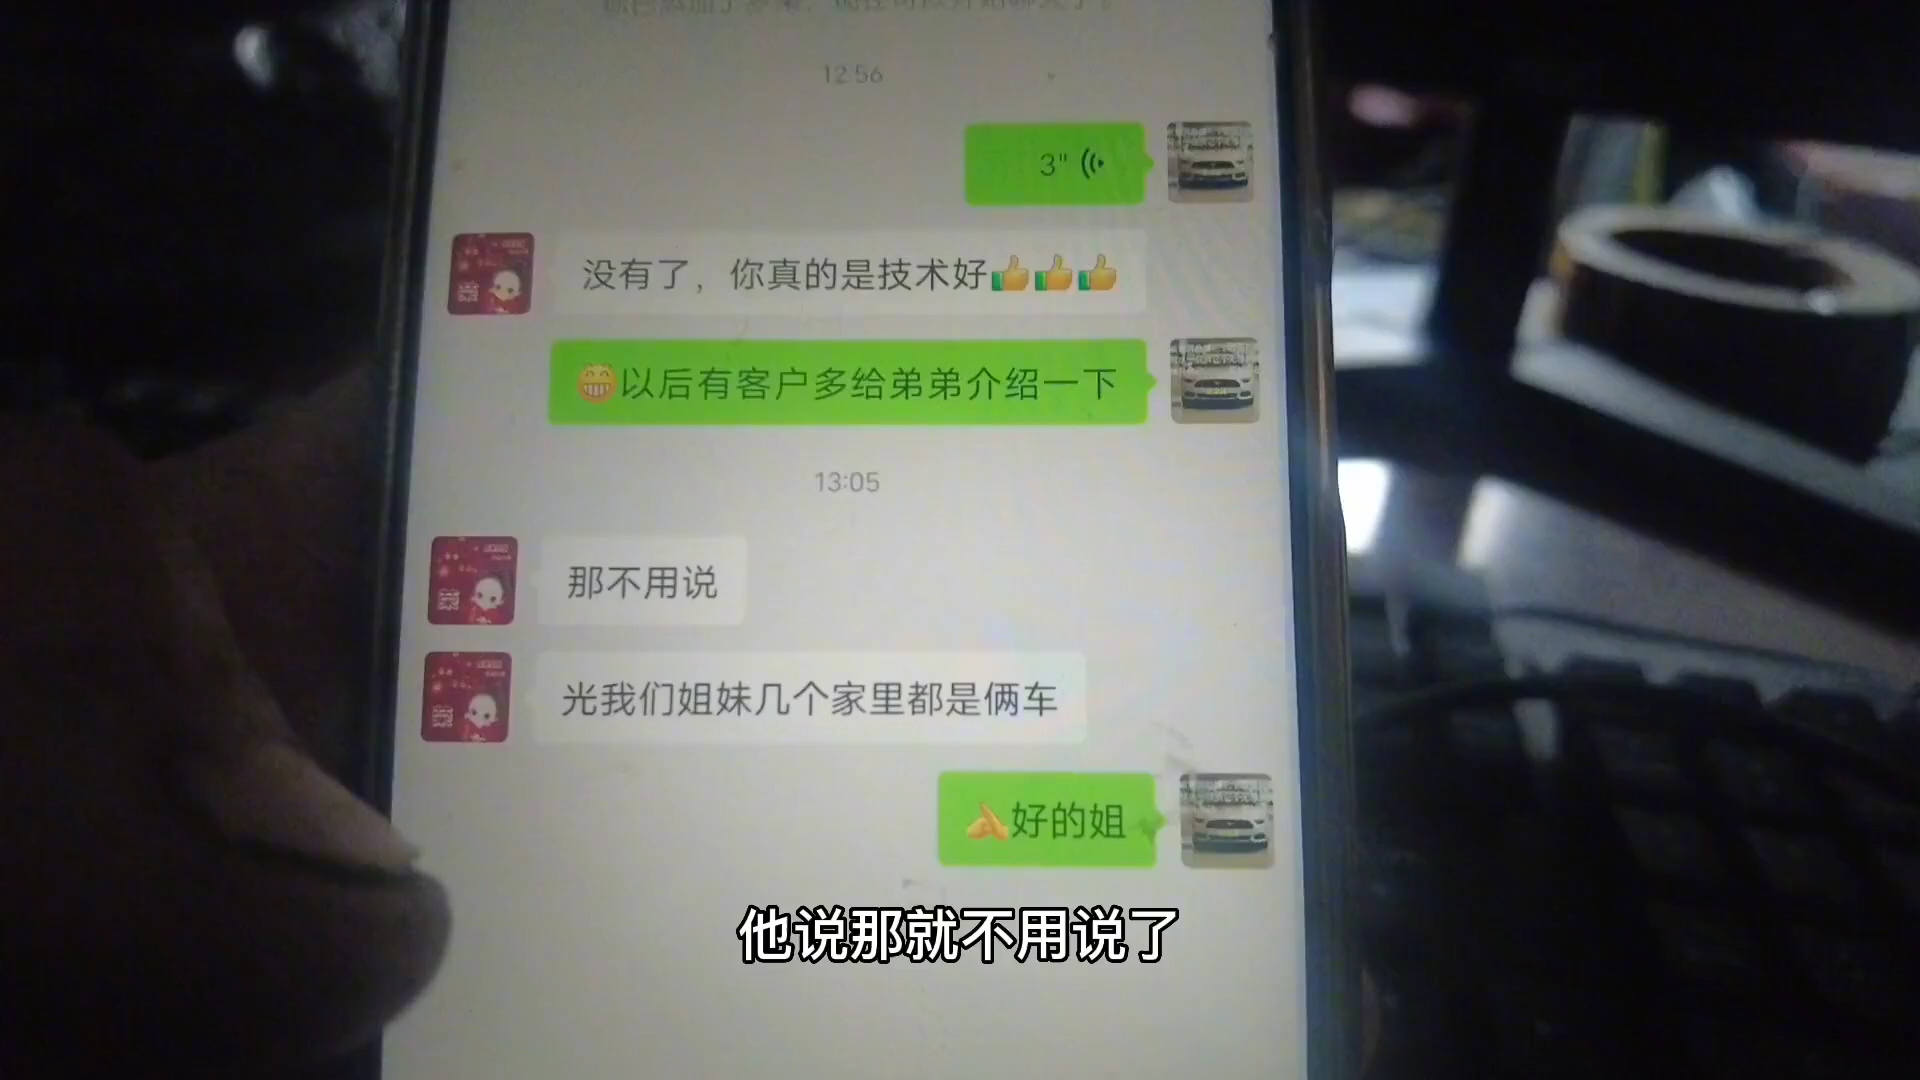 12:56
3"
没有了，你真的是技术好👍👍👍
😁以后有客户多给弟弟介绍一下
13:05
那不用说
光我们姐妹几个家里都是俩车
🙏好的姐
他说那就不用说了